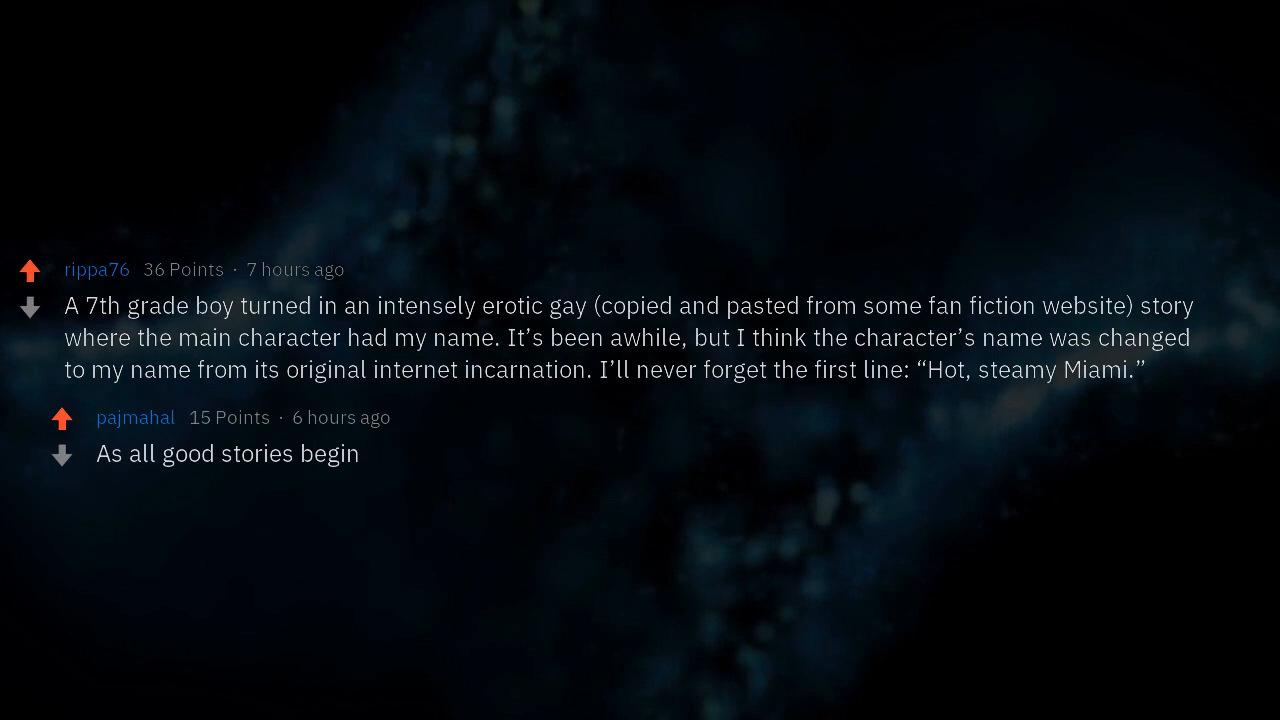 rippa76 36 Points · 7 hours ago
A 7th grade boy turned in an intensely erotic gay (copied and pasted from some fan fiction website) story
where the main character had my name. It’s been awhile, but I think the character’s name was changed
to my name from its original internet incarnation. I’ll never forget the first line: “Hot, steamy Miami.”
pajmahal 15 Points · 6 hours ago
As all good stories begin